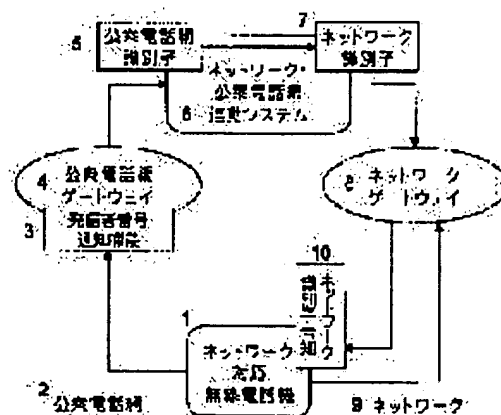 5 公衆電話網
識別子
7 ネットワーク
識別子
ネットワーク・
公衆電話網
6 連動システム
4 公衆電話網
ゲートウェイ
3 発信者番号
通知機能
8 ネットワーク
ゲートウェイ
10
ネットワーク
識別 通知
1
ネットワーク
対応
無線電話機
2 公衆電話網
9 ネットワーク